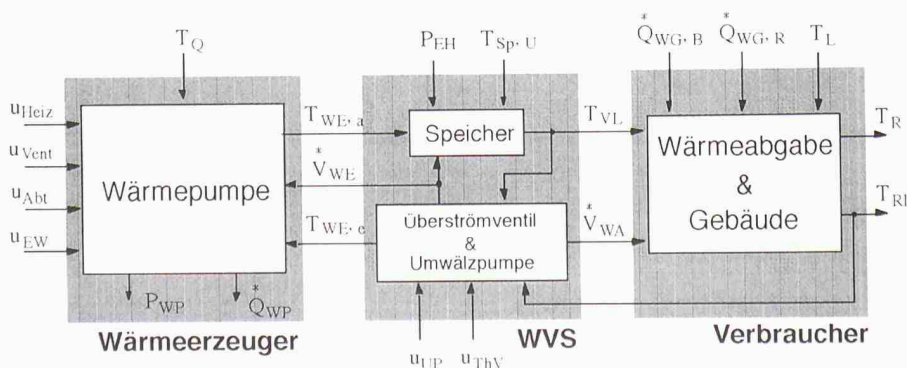 T_Q
P_EH
T_Sp, U
Q*_WG, B
Q*_WG, R
T_L
u_Heiz
u_Vent
u_Abt
u_EW
Wärmepumpe
T_WE, a
V*_WE
T_WE, e
Speicher
Überströmventil
&
Umwälzpumpe
T_VL
V*_WA
Wärmeabgabe
&
Gebäude
T_R
T_RL
P_WP
Q*_WP
Wärmeerzeuger
u_UP
u_ThV
WVS
Verbraucher